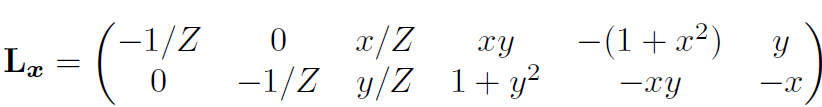 L_x = ( −1/Z 0 x/Z xy −(1 + x²) y
0 −1/Z y/Z 1 + y² −xy −x )